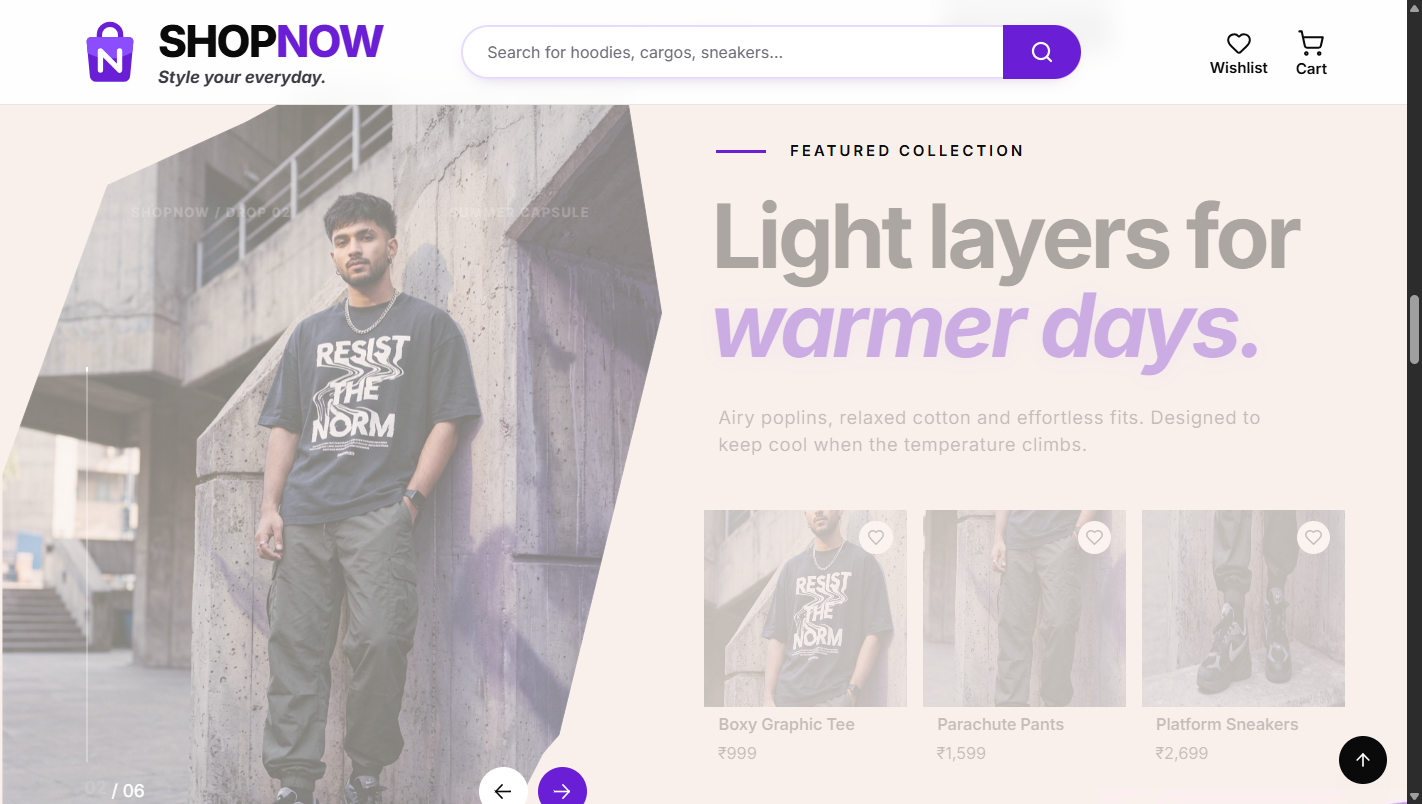 SHOPNOW
Style your everyday.
Search for hoodies, cargos, sneakers...
Wishlist
Cart
SHOPNOW / DROP 02
SUMMER CAPSULE
RESIST
THE
NORM
/ 06
FEATURED COLLECTION
Light layers for
warmer days.
Airy poplins, relaxed cotton and effortless fits. Designed to
keep cool when the temperature climbs.
RESIST
THE
NORM
Boxy Graphic Tee
₹999
Parachute Pants
₹1,599
Platform Sneakers
₹2,699